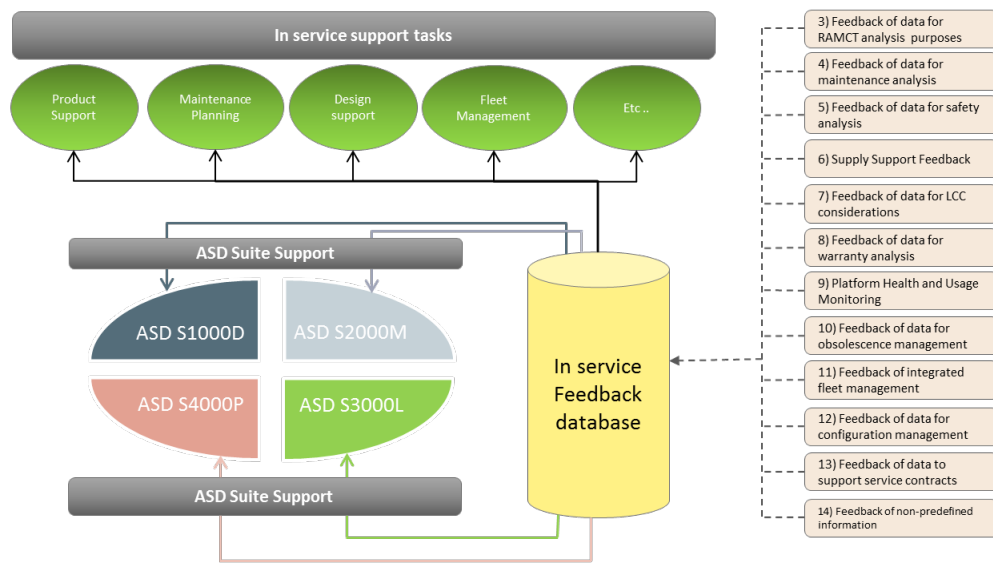 In service support tasks
Product
Support
Maintenance
Planning
Design
support
Fleet
Management
Etc ..
ASD Suite Support
ASD S1000D
ASD S2000M
ASD S4000P
ASD S3000L
ASD Suite Support
In service
Feedback
database
3) Feedback of data for
RAMCT analysis purposes
4) Feedback of data for
maintenance analysis
5) Feedback of data for safety
analysis
6) Supply Support Feedback
7) Feedback of data for LCC
considerations
8) Feedback of data for
warranty analysis
9) Platform Health and Usage
Monitoring
10) Feedback of data for
obsolescence management
11) Feedback of integrated
fleet management
12) Feedback of data for
configuration management
13) Feedback of data to
support service contracts
14) Feedback of non-predefined
information